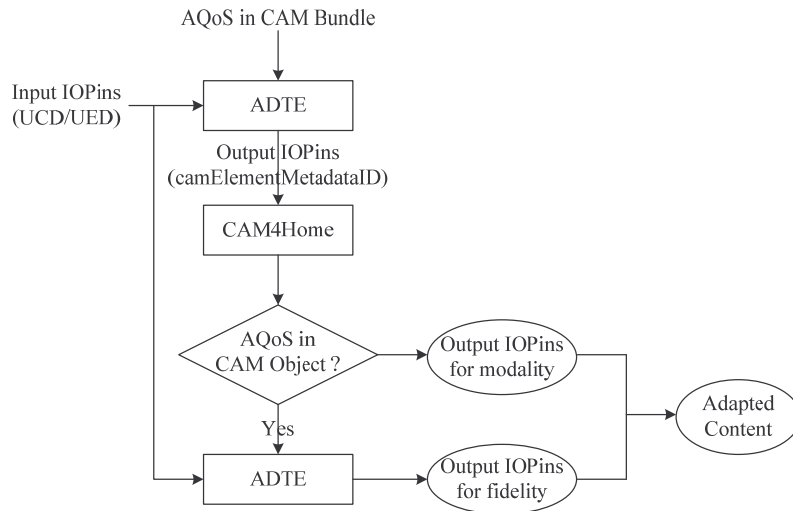 AQoS in CAM Bundle
Input IOPins
(UCD/UED)
ADTE
Output IOPins
(camElementMetadataID)
CAM4Home
AQoS in
CAM Object ?
Output IOPins
for modality
Adapted
Content
Yes
ADTE
Output IOPins
for fidelity